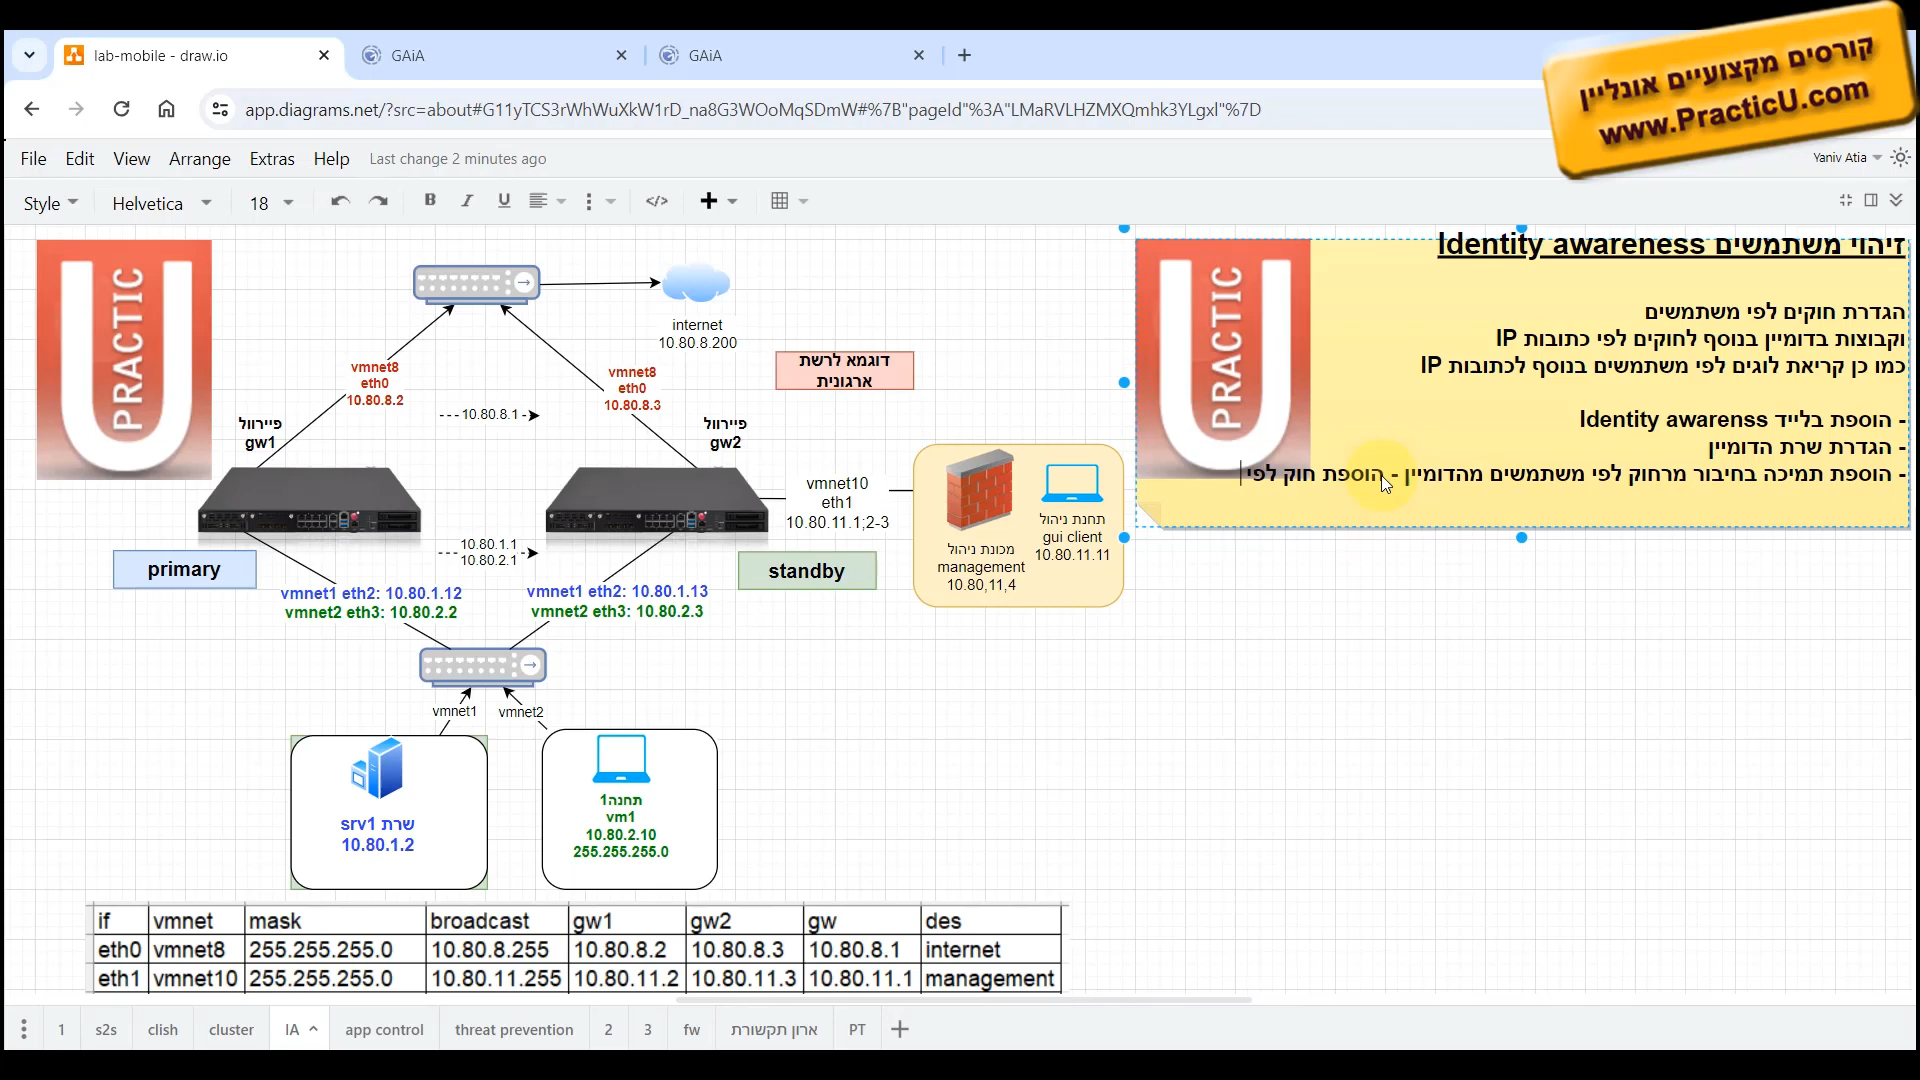 lab-mobile - draw.io
GAiA
GAiA
קורסים מקצועיים אונליין
www.PracticU.com
app.diagrams.net/?src=about#G11yTCS3rWhWuXkW1rD_na8G3WOoMqSDmW#%7B"pageId"%3A"LMaRVLHZMXQmhk3YLgxl"%7D
File Edit View Arrange Extras Help Last change 2 minutes ago
Yaniv Atia
Style Helvetica 18 B I U </>
PRACTIC U
internet
10.80.8.200
דוגמא לרשת
ארגונית
vmnet8
eth0
10.80.8.2
10.80.8.1
vmnet8
eth0
10.80.8.3
פיירוול
gw1
פיירוול
gw2
vmnet10
eth1
10.80.11.1;2-3
מכונת ניהול
management
10.80,11,4
תחנת ניהול
gui client
10.80.11.11
primary
10.80.1.1
10.80.2.1
standby
vmnet1 eth2: 10.80.1.12
vmnet2 eth3: 10.80.2.2
vmnet1 eth2: 10.80.1.13
vmnet2 eth3: 10.80.2.3
vmnet1
vmnet2
שרת srv1
10.80.1.2
תחנה1
vm1
10.80.2.10
255.255.255.0
PRACTIC U
זיהוי משתמשים Identity awareness
הגדרת חוקים לפי משתמשים
וקבוצות בדומיין בנוסף לחוקים לפי כתובות IP
כמו כן קריאת לוגים לפי משתמשים בנוסף לכתובות IP
- הוספת בלייד Identity awarenss
- הגדרת שרת הדומיין
- הוספת תמיכה בחיבור מרחוק לפי משתמשים מהדומיין - הוספת חוק לפי
if vmnet mask broadcast gw1 gw2 gw des
eth0 vmnet8 255.255.255.0 10.80.8.255 10.80.8.2 10.80.8.3 10.80.8.1 internet
eth1 vmnet10 255.255.255.0 10.80.11.255 10.80.11.2 10.80.11.3 10.80.11.1 management
1 s2s clish cluster IA app control threat prevention 2 3 fw ארון תקשורת PT